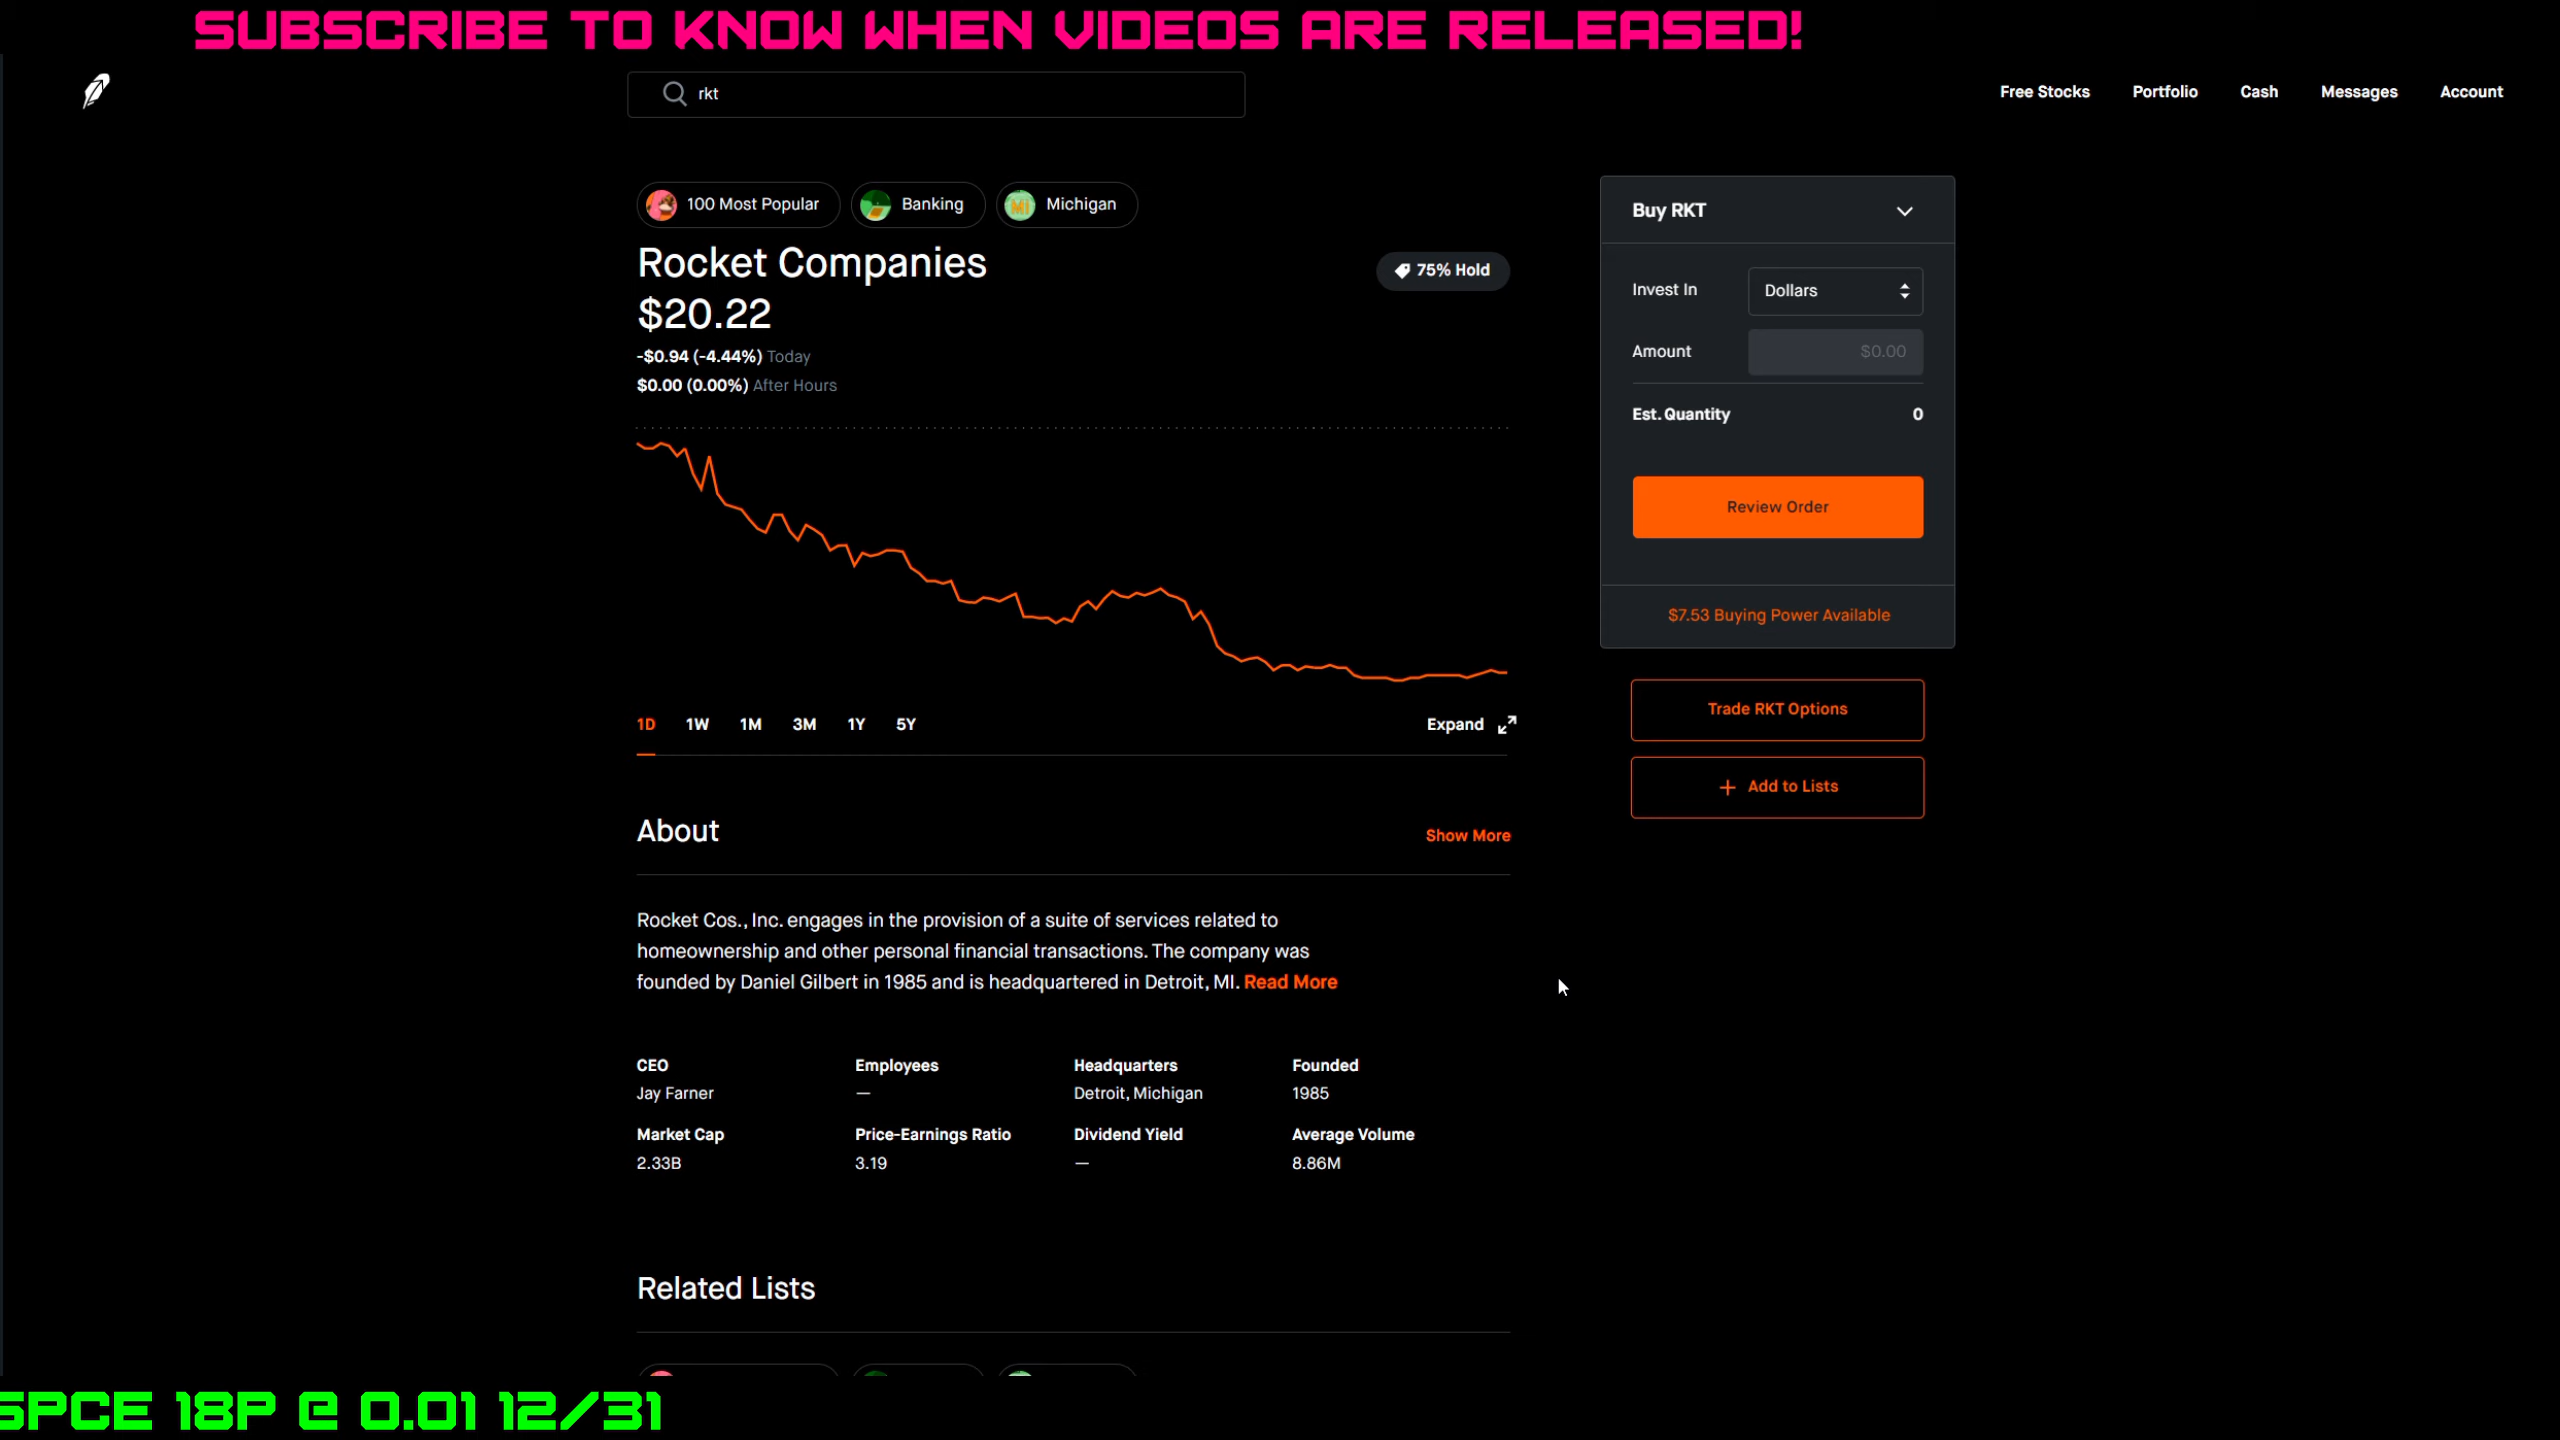 SUBSCRIBE TO KNOW WHEN VIDEOS ARE RELEASED!
rkt
Free Stocks Portfolio Cash Messages Account
100 Most Popular Banking MI Michigan
Rocket Companies
$20.22
75% Hold
-$0.94 (-4.44%) Today
$0.00 (0.00%) After Hours
1D 1W 1M 3M 1Y 5Y Expand
Buy RKT
Invest In Dollars
Amount $0.00
Est. Quantity 0
Review Order
$7.53 Buying Power Available
Trade RKT Options
+ Add to Lists
About Show More
Rocket Cos., Inc. engages in the provision of a suite of services related to
homeownership and other personal financial transactions. The company was
founded by Daniel Gilbert in 1985 and is headquartered in Detroit, MI. Read More
CEO Employees Headquarters Founded
Jay Farner — Detroit, Michigan 1985
Market Cap Price-Earnings Ratio Dividend Yield Average Volume
2.33B 3.19 — 8.86M
Related Lists
SPCE 18P @ 0.01 12/31